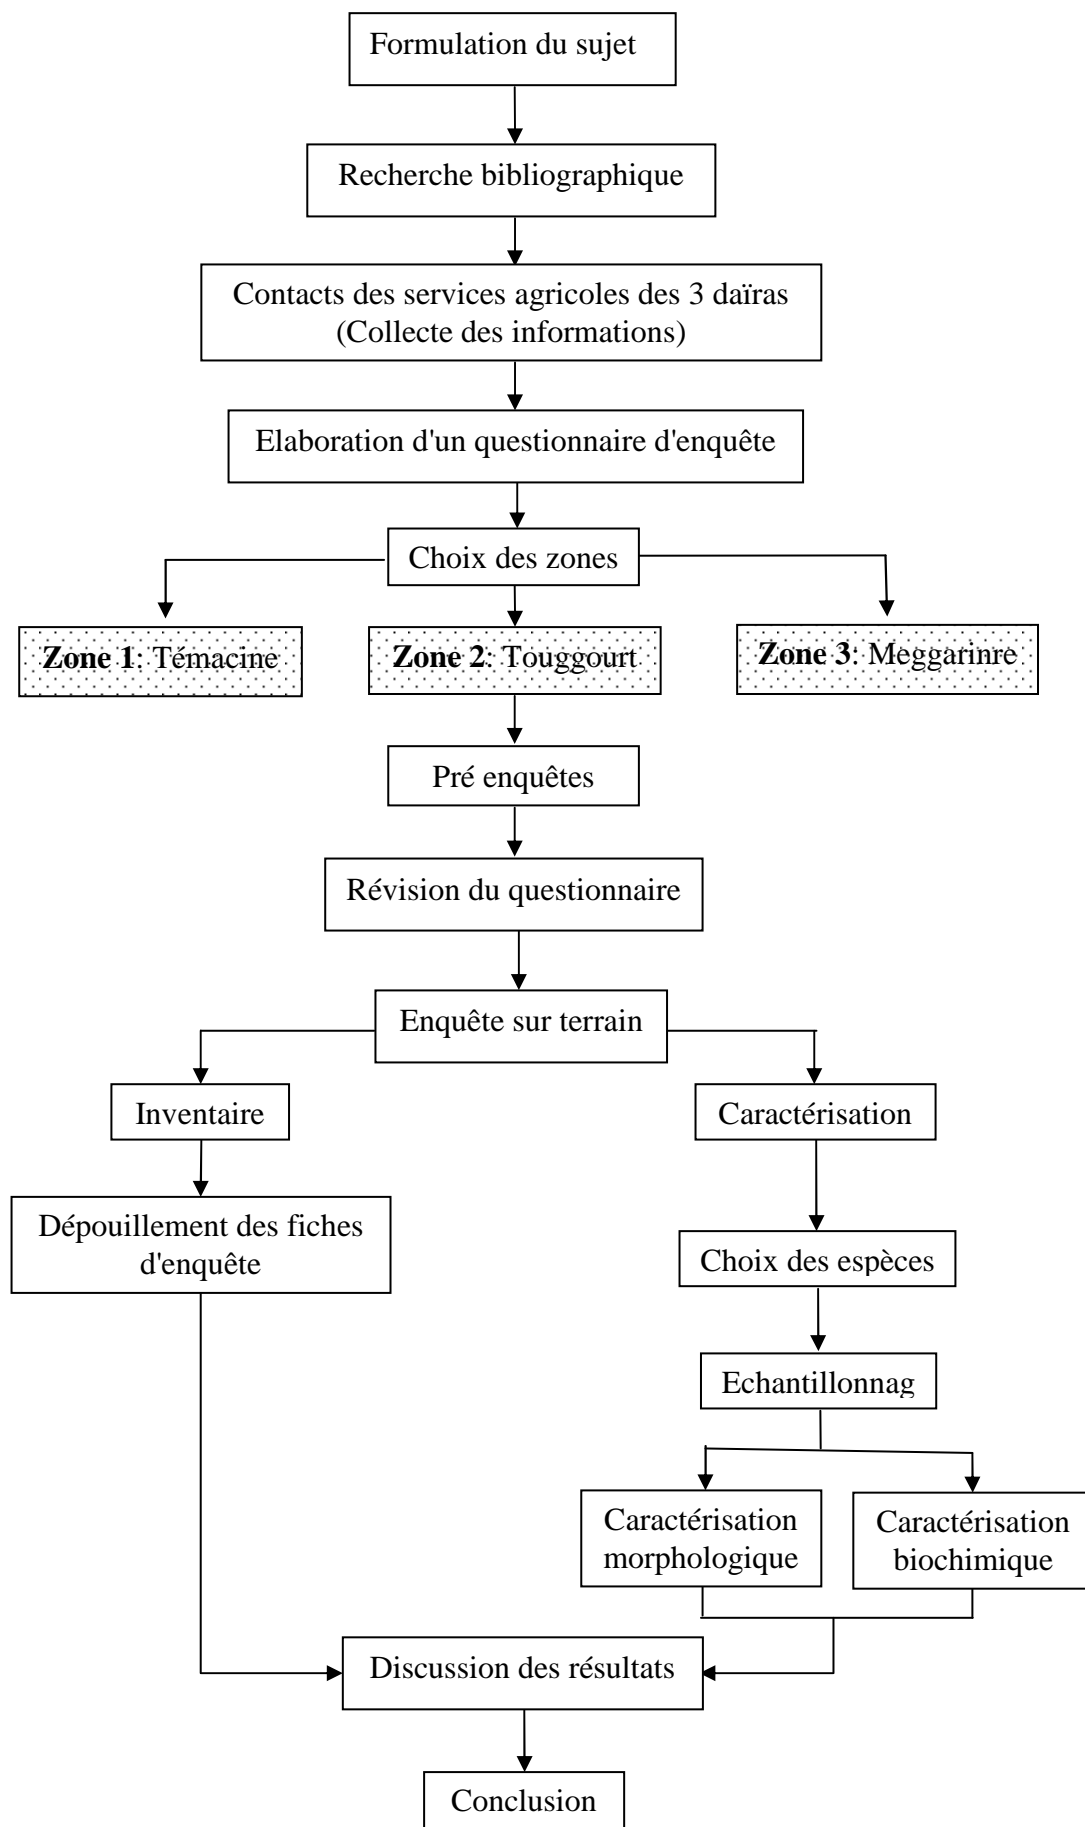 Formulation du sujet
Recherche bibliographique
Contacts des services agricoles des 3 daïras
(Collecte des informations)
Elaboration d'un questionnaire d'enquête
Choix des zones
Zone 1: Témacine
Zone 2: Touggourt
Zone 3: Meggarinre
Pré enquêtes
Révision du questionnaire
Enquête sur terrain
Inventaire
Caractérisation
Dépouillement des fiches
d'enquête
Choix des espèces
Echantillonnag
Caractérisation
morphologique
Caractérisation
biochimique
Discussion des résultats
Conclusion